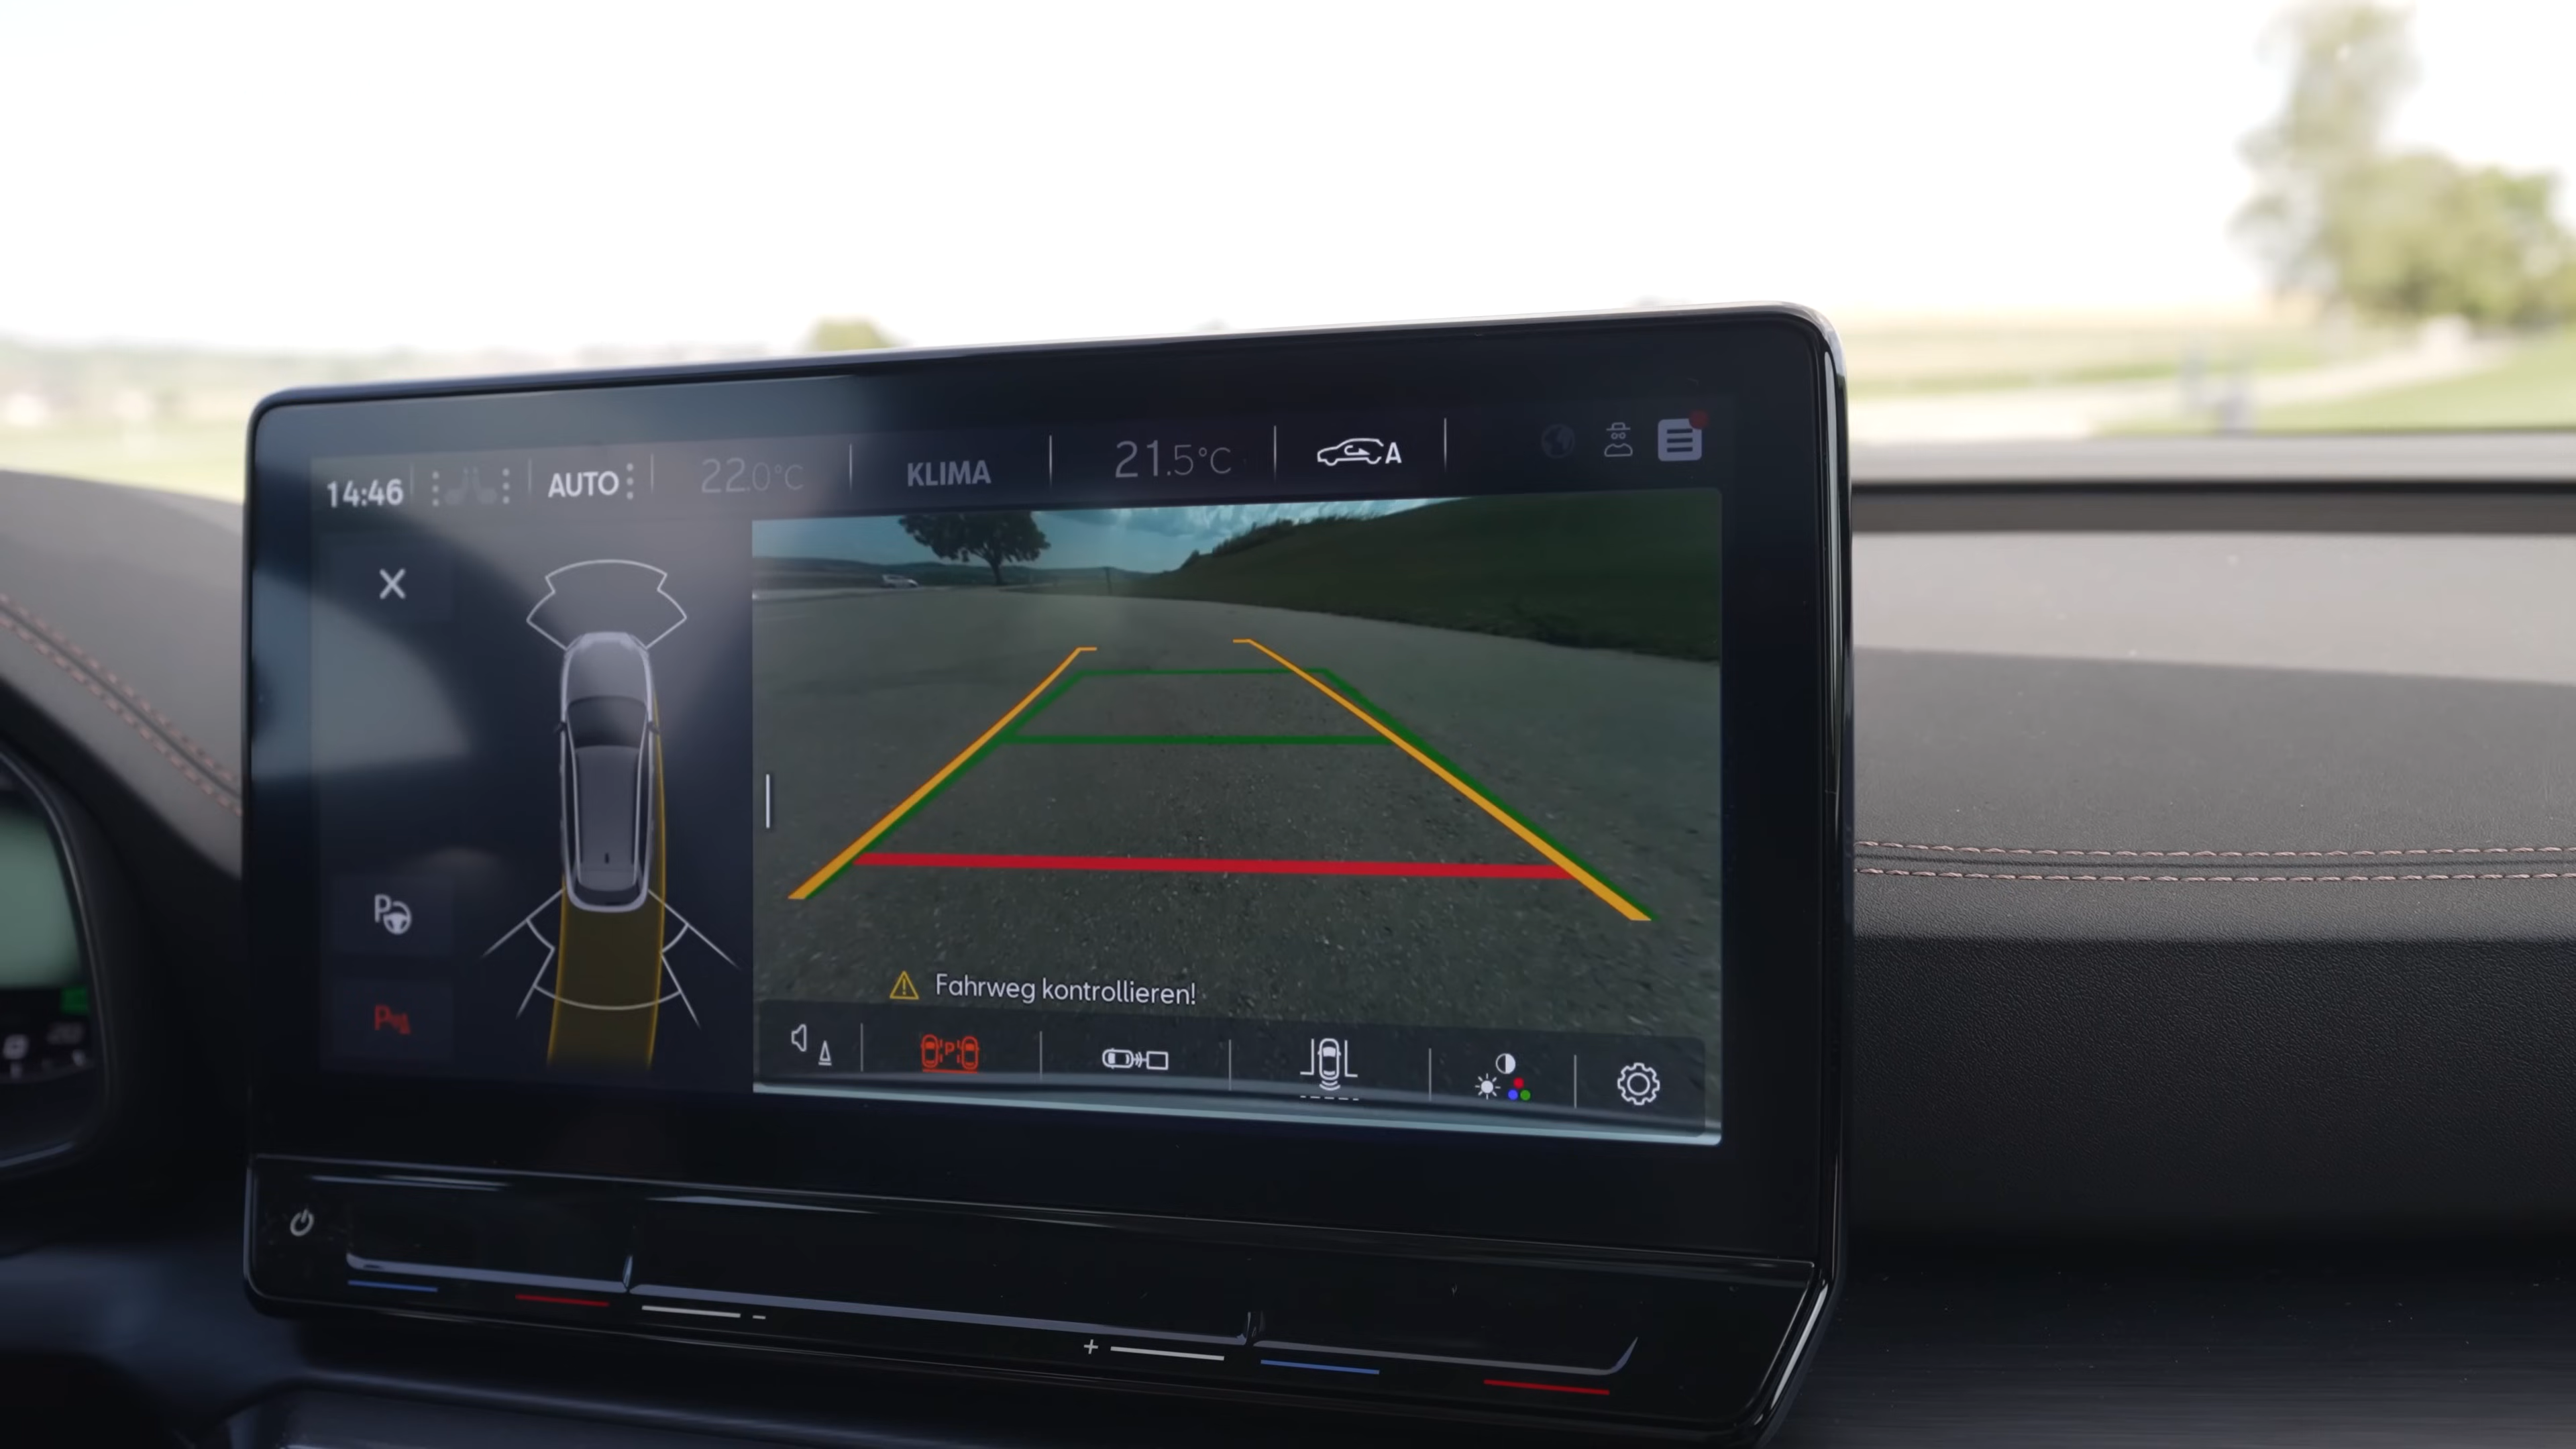 14:46 AUTO 22.0°C KLIMA 21.5°C A
P
P
Fahrweg kontrollieren!
P
-
+